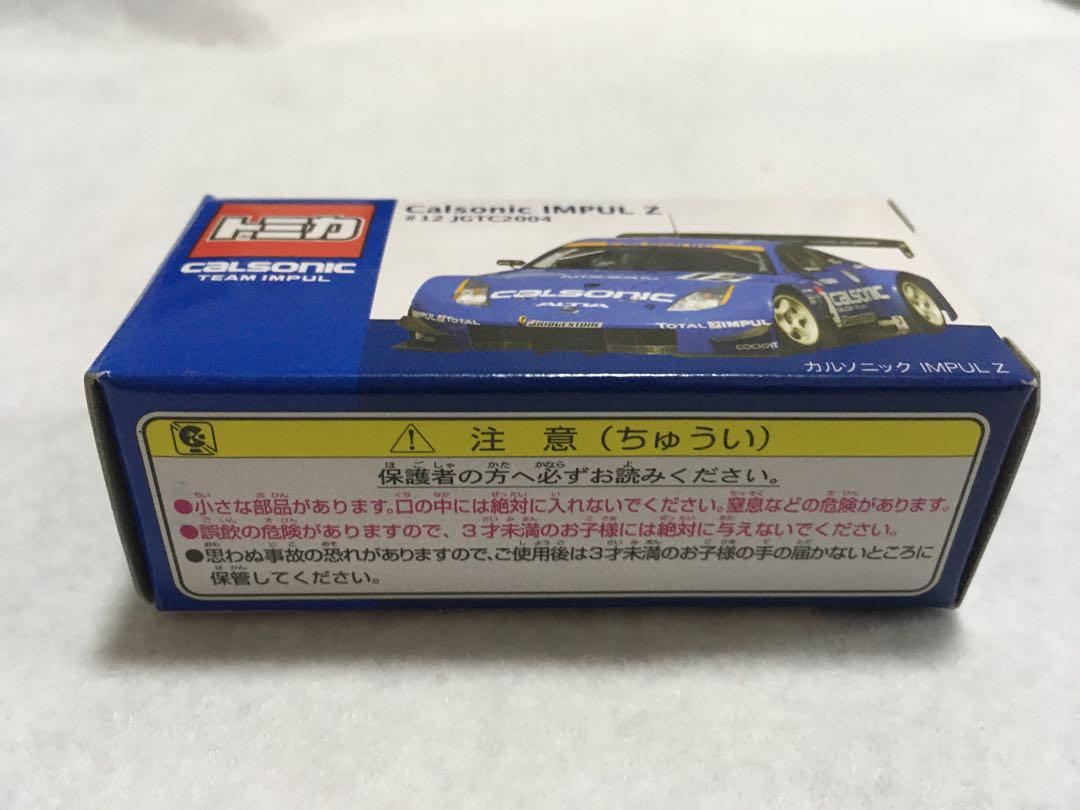 トミカ
Calsonic
TEAM IMPUL
Calsonic IMPUL Z
#12 JGTC2004
CALSONIC
ALTIA
IMPUL TOTAL
BRIDGESTONE
TOTAL IMPUL
COCKPIT
Calsonic
カルソニック IMPUL Z
注意(ちゅうい)
保護者の方へ必ずお読みください。
●小さな部品があります。口の中には絶対に入れないでください。窒息などの危険があります。
●誤飲の危険がありますので、3才未満のお子様には絶対に与えないでください。
●思わぬ事故の恐れがありますので、ご使用後は3才未満のお子様の手の届かないところに
保管してください。